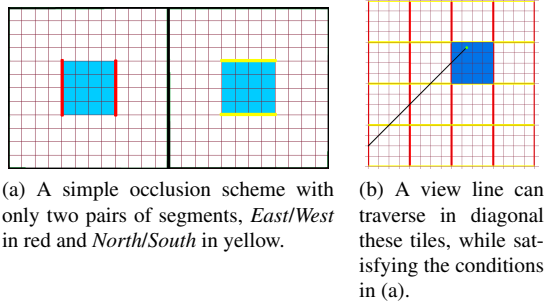 (a) A simple occlusion scheme with
only two pairs of segments, East/West
in red and North/South in yellow.
(b) A view line can
traverse in diagonal
these tiles, while sat-
isfying the conditions
in (a).